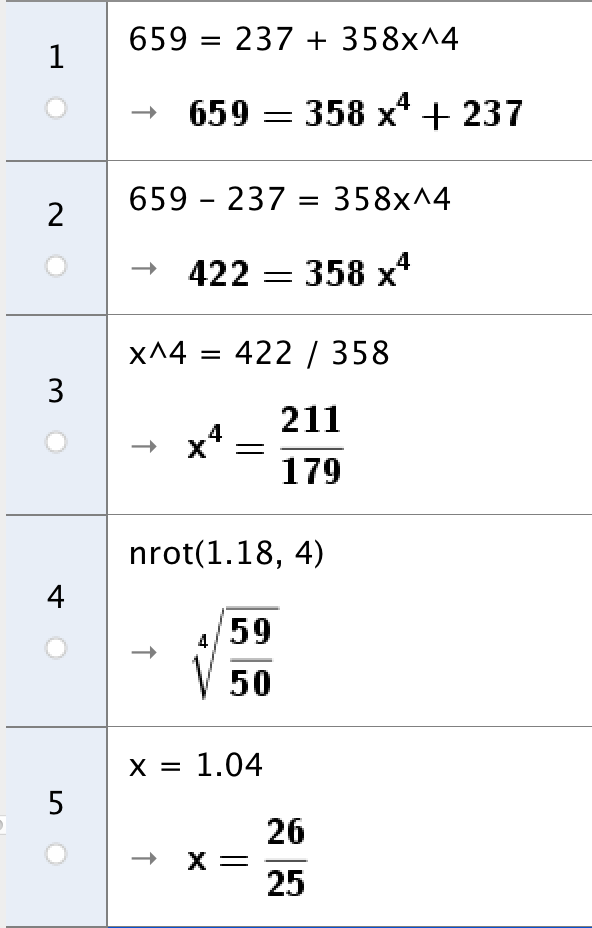 1
659 = 237 + 358x^4
→ 659 = 358 x⁴ + 237
2
659 – 237 = 358x^4
→ 422 = 358 x⁴
3
x^4 = 422 / 358
→ x⁴ = 211/179
4
nrot(1.18, 4)
→ ⁴√(59/50)
5
x = 1.04
→ x = 26/25